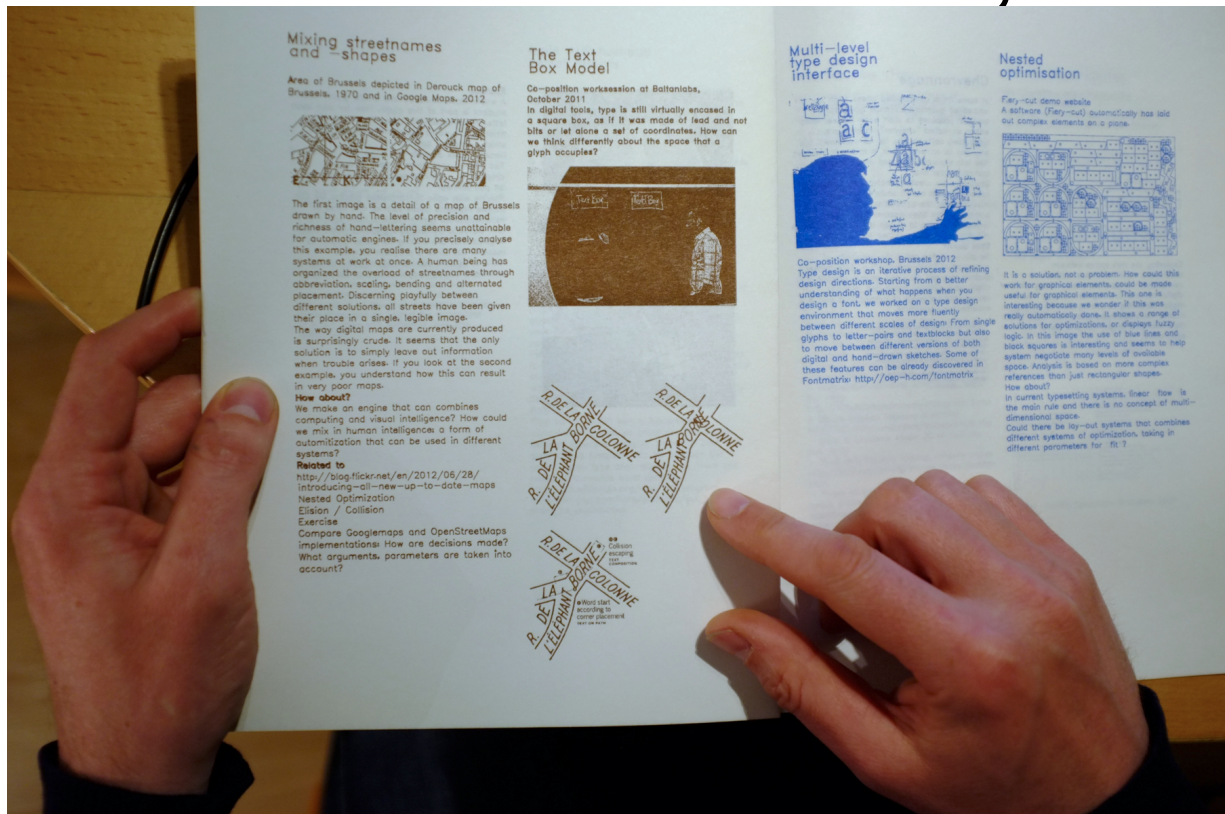 Mixing streetnames
and -shapes
Area of Brussels depicted in Derouck map of
Brussels, 1970 and in Google Maps, 2012
The first image is a detail of a map of Brussels
drawn by hand. The level of precision and
richness of hand-lettering seems unattainable
for automatic engines. If you precisely analyse
this example, you realise there are many
systems at work at once. A human being has
organized the overload of streetnames through
abbreviation, scaling, bending and alternated
placement. Discerning playfully between
different solutions, all streets have been given
their place in a single, legible image.
The way digital maps are currently produced
is surprisingly crude. It seems that the only
solution is to simply leave out information
when trouble arises. If you look at the second
example, you understand how this can result
in very poor maps.
How about?
We make an engine that can combines
computing and visual intelligence? How could
we mix in human intelligence: a form of
automitization that can be used in different
systems?
Related to
http://blog.flickr.net/en/2012/06/28/
introducing-all-new-up-to-date-maps
Nested Optimization
Elision / Collision
Exercise
Compare Googlemaps and OpenStreetMaps
implementations: How are decisions made?
What arguments, parameters are taken into
account?
The Text
Box Model
Co-position worksession at Baltanlabs,
October 2011
In digital tools, type is still virtually encased in
a square box, as if it was made of lead and not
bits or let alone a set of coordinates. How can
we think differently about the space that a
glyph occupies?
Text Box
R. DE LA BORNE
COLONNE
LA
R. DE
L'ÉLÉPHANT
R. DE LA BORNE
COLONNE
LA
R. DE
L'ÉLÉPHANT
R. DE LA BORNE
COLONNE
LA
R. DE
L'ÉLÉPHANT
Collision
escaping
TEXT
COMPOSITION
Word start
according to
corner placement
TEXT ON PATH
Multi-level
type design
interface
a
a c
a
Co-position workshop, Brussels 2012
Type design is an iterative process of refining
design directions. Starting from a better
understanding of what happens when you
design a font, we worked on a type design
environment that moves more fluently
between different scales of design: From single
glyphs to letter-pairs and textblocks but also
to move between different versions of both
digital and hand-drawn sketches. Some of
these features can be already discovered in
Fontmatrix: http://oep-h.com/fontmatrix
Nested
optimisation
Fiery-cut demo website
A software (Fiery-cut) automatically has laid
out complex elements on a plane.
It is a solution, not a problem. How could this
work for graphical elements, could be made
useful for graphical elements. This one is
interesting because we wonder if this was
really automatically done. It shows a range of
solutions for optimizations, or displays fuzzy
logic. In this image the use of blue lines and
black squares is interesting and seems to help
system negotiate many levels of available
space. Analysis is based on more complex
references than just rectangular shapes.
How about?
In current typesetting systems, linear flow is
the main rule and there is no concept of multi-
dimensional space.
Could there be lay-out systems that combines
different systems of optimization, taking in
different parameters for fit ?